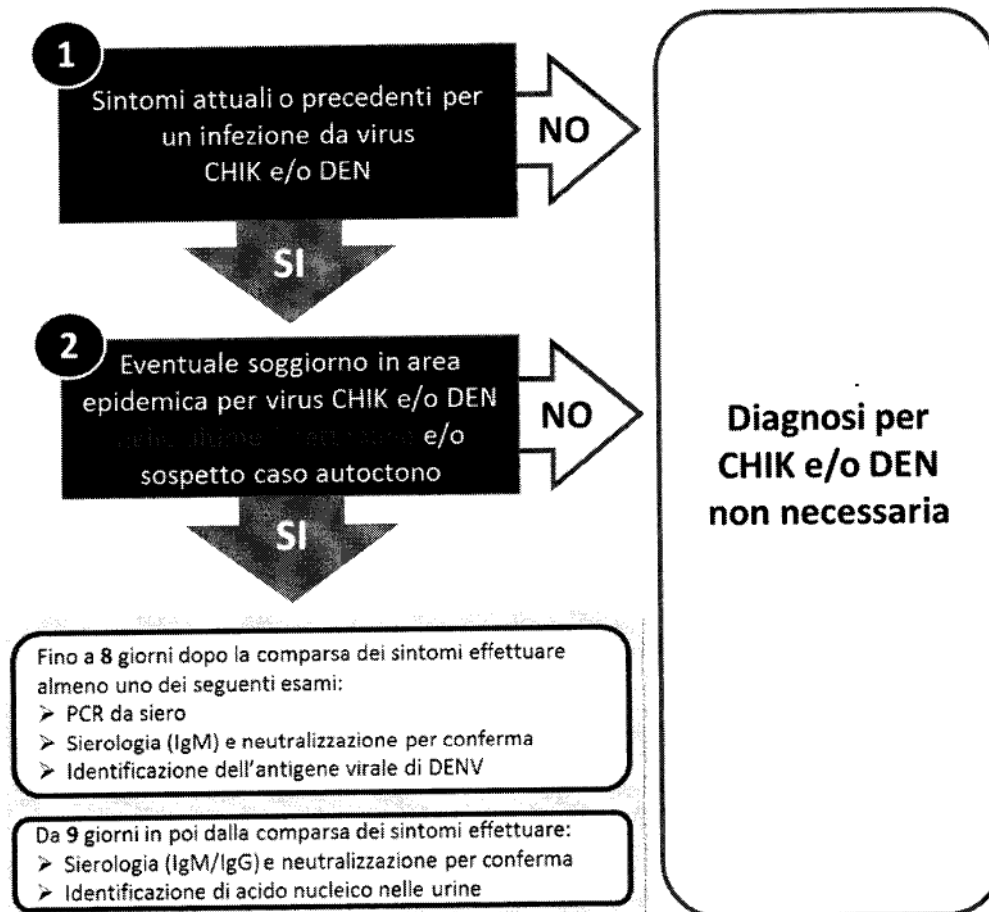 1
Sintomi attuali o precedenti per
un infezione da virus
CHIK e/o DEN
NO
SI
2
Eventuale soggiorno in area
epidemica per virus CHIK e/o DEN
e/o
sospetto caso autoctono
NO
SI
Diagnosi per
CHIK e/o DEN
non necessaria
Fino a 8 giorni dopo la comparsa dei sintomi effettuare
almeno uno dei seguenti esami:
➢ PCR da siero
➢ Sierologia (IgM) e neutralizzazione per conferma
➢ Identificazione dell'antigene virale di DENV
Da 9 giorni in poi dalla comparsa dei sintomi effettuare:
➢ Sierologia (IgM/IgG) e neutralizzazione per conferma
➢ Identificazione di acido nucleico nelle urine